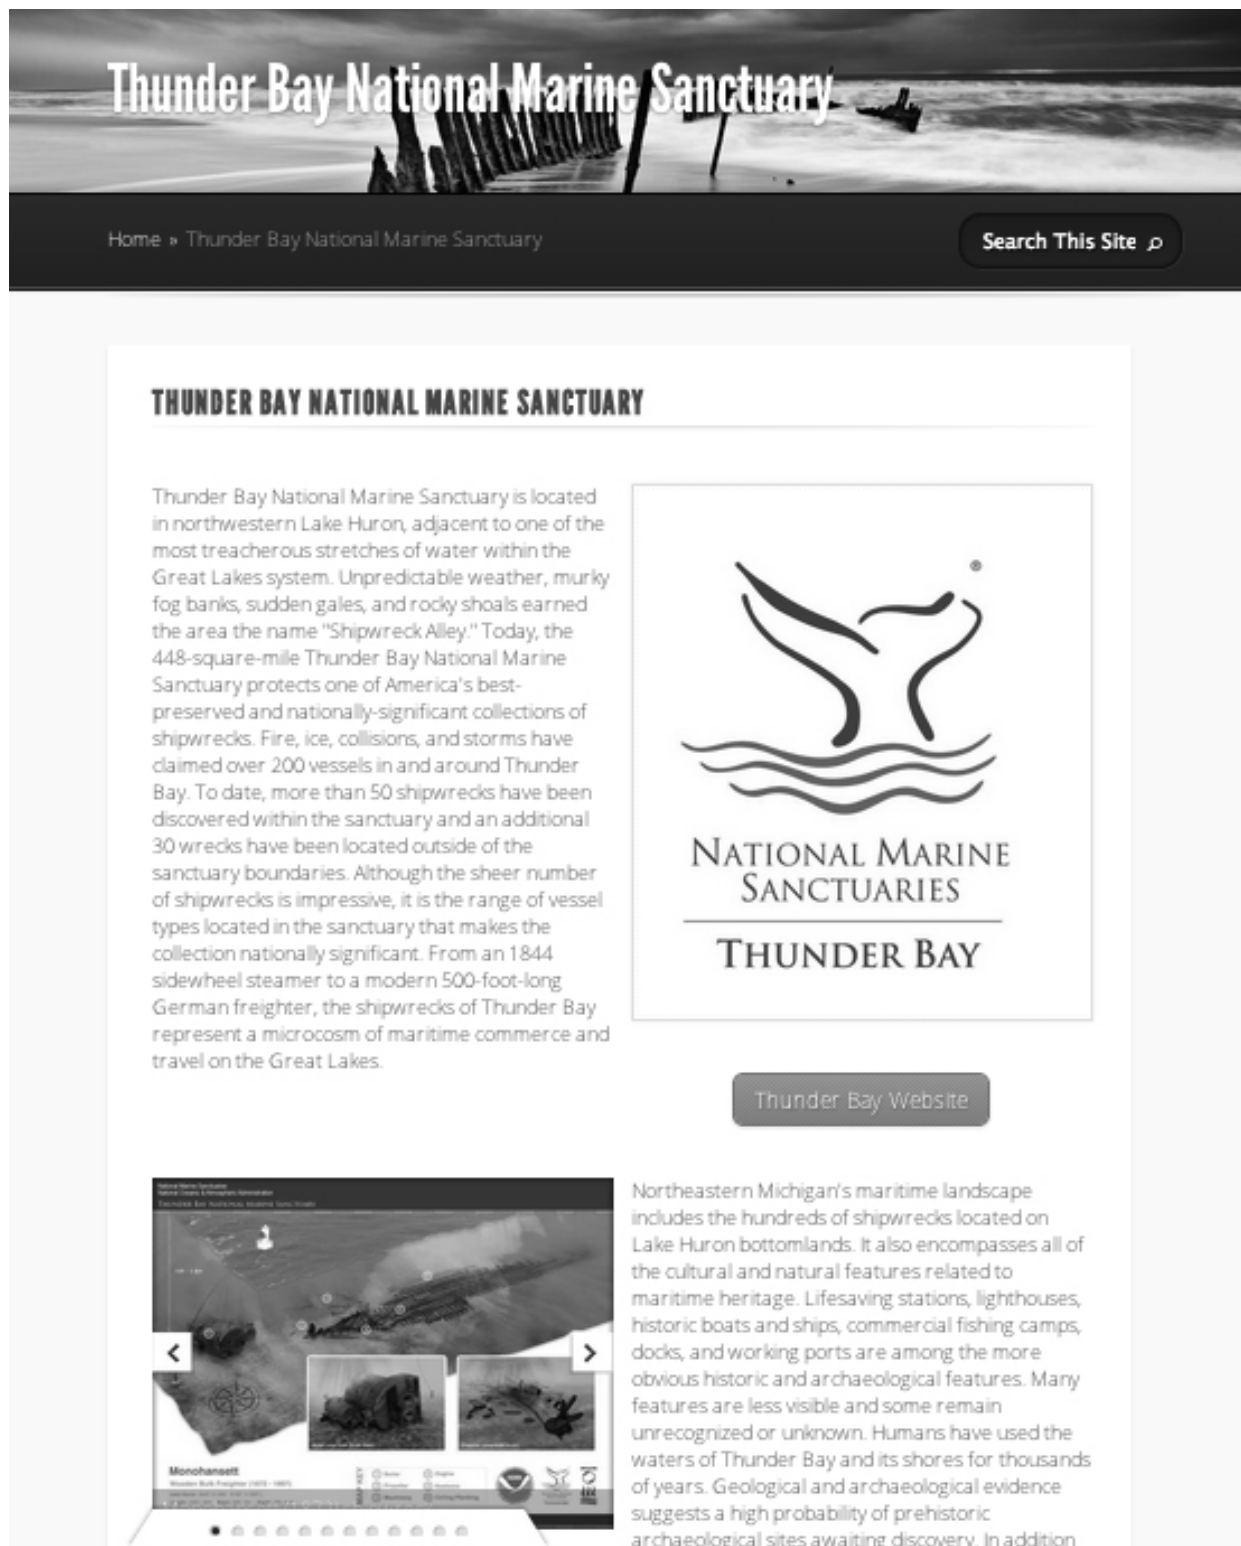 Thunder Bay National Marine Sanctuary
Home » Thunder Bay National Marine Sanctuary
Search This Site
THUNDER BAY NATIONAL MARINE SANCTUARY
Thunder Bay National Marine Sanctuary is located
in northwestern Lake Huron, adjacent to one of the
most treacherous stretches of water within the
Great Lakes system. Unpredictable weather, murky
fog banks, sudden gales, and rocky shoals earned
the area the name "Shipwreck Alley." Today, the
448-square-mile Thunder Bay National Marine
Sanctuary protects one of America's best-
preserved and nationally-significant collections of
shipwrecks. Fire, ice, collisions, and storms have
claimed over 200 vessels in and around Thunder
Bay. To date, more than 50 shipwrecks have been
discovered within the sanctuary and an additional
30 wrecks have been located outside of the
sanctuary boundaries. Although the sheer number
of shipwrecks is impressive, it is the range of vessel
types located in the sanctuary that makes the
collection nationally significant. From an 1844
sidewheel steamer to a modern 500-foot-long
German freighter, the shipwrecks of Thunder Bay
represent a microcosm of maritime commerce and
travel on the Great Lakes.
®
NATIONAL MARINE
SANCTUARIES
THUNDER BAY
Thunder Bay Website
National Marine Sanctuaries
National Oceanic & Atmospheric Administration
THUNDER BAY NATIONAL MARINE SANCTUARY
Monohansett
MAP KEY
Northeastern Michigan's maritime landscape
includes the hundreds of shipwrecks located on
Lake Huron bottomlands. It also encompasses all of
the cultural and natural features related to
maritime heritage. Lifesaving stations, lighthouses,
historic boats and ships, commercial fishing camps,
docks, and working ports are among the more
obvious historic and archaeological features. Many
features are less visible and some remain
unrecognized or unknown. Humans have used the
waters of Thunder Bay and its shores for thousands
of years. Geological and archaeological evidence
suggests a high probability of prehistoric
archaeological sites awaiting discovery. In addition